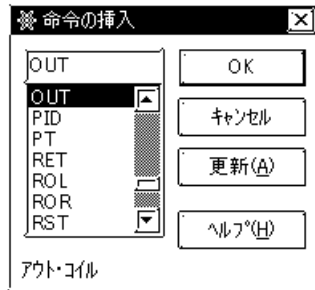 命令の挿入
OUT
OUT
PID
PT
RET
ROL
ROR
RST
OK
ｷｬﾝｾﾙ
更新(A)
ﾍﾙﾌﾟ(H)
ｱｳﾄ･ｺｲﾙ